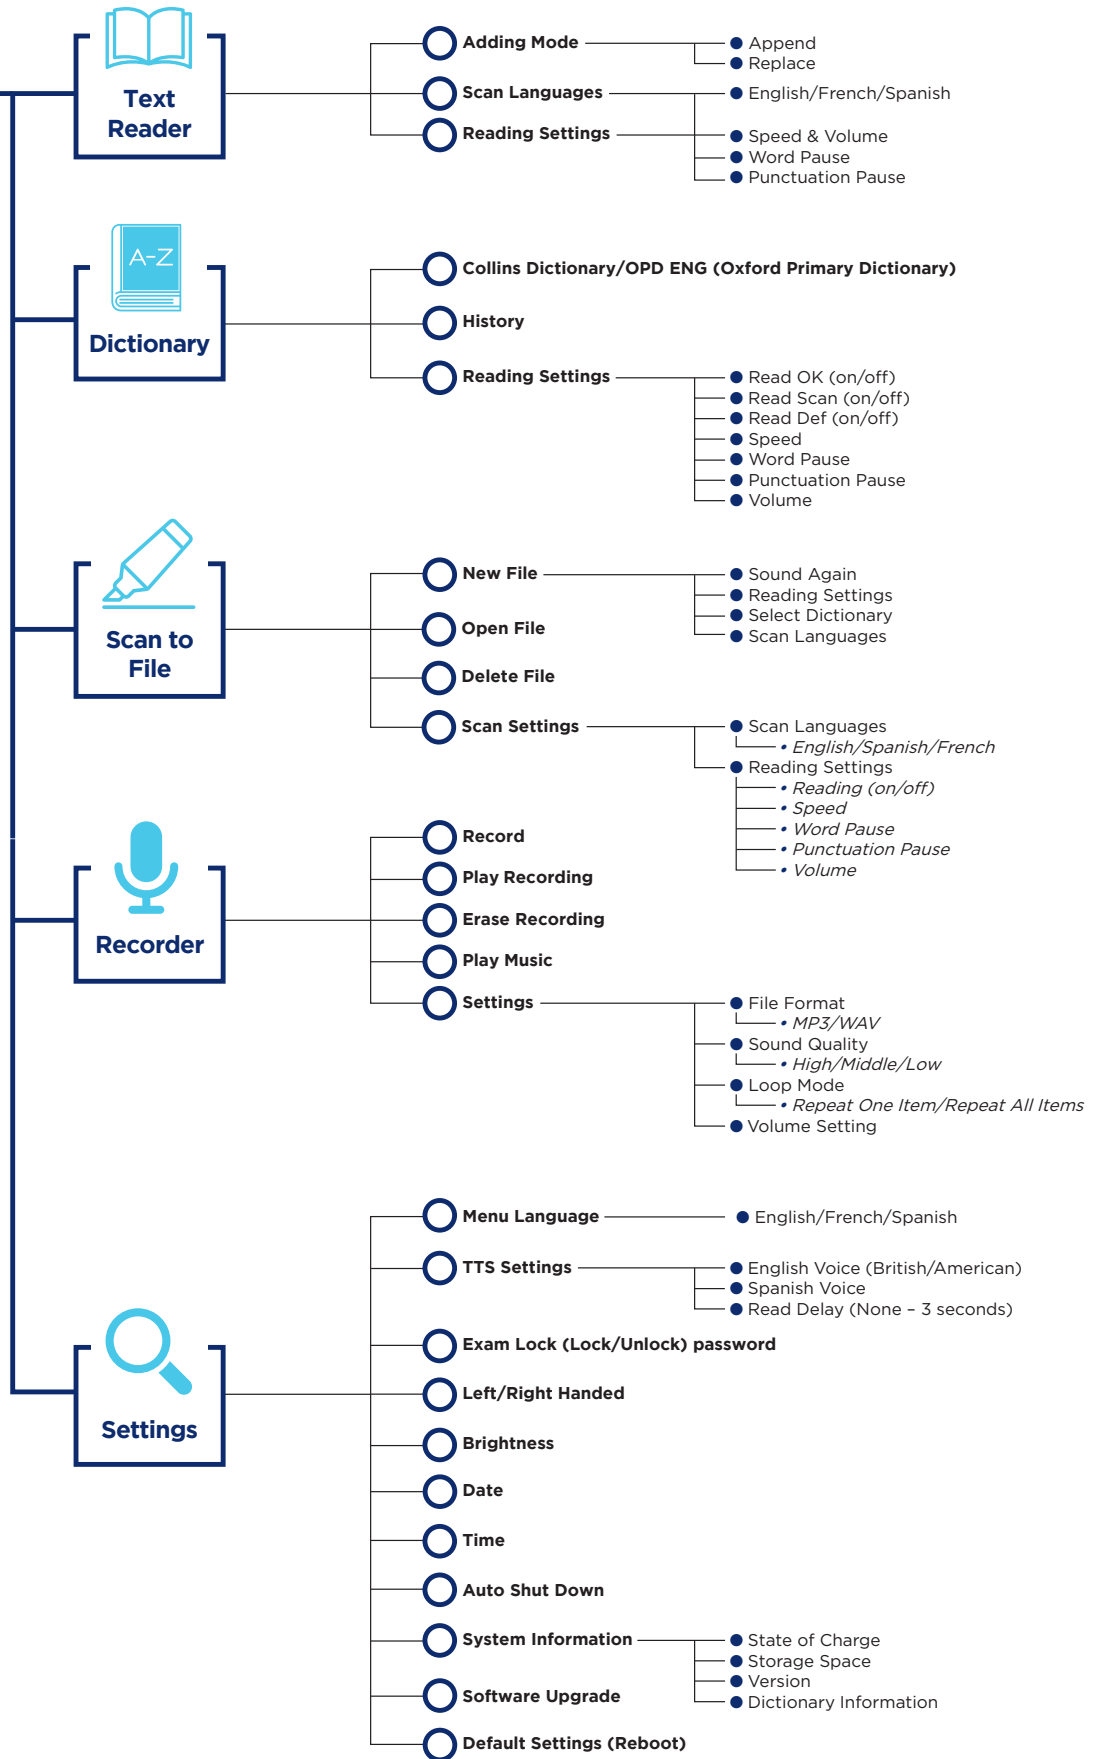 Text
Reader
Adding Mode
Append
Replace
Scan Languages
English/French/Spanish
Reading Settings
Speed & Volume
Word Pause
Punctuation Pause
A-Z
Dictionary
Collins Dictionary/OPD ENG (Oxford Primary Dictionary)
History
Reading Settings
Read OK (on/off)
Read Scan (on/off)
Read Def (on/off)
Speed
Word Pause
Punctuation Pause
Volume
Scan to
File
New File
Sound Again
Reading Settings
Select Dictionary
Scan Languages
Open File
Delete File
Scan Settings
Scan Languages
• English/Spanish/French
Reading Settings
• Reading (on/off)
• Speed
• Word Pause
• Punctuation Pause
• Volume
Recorder
Record
Play Recording
Erase Recording
Play Music
Settings
File Format
• MP3/WAV
Sound Quality
• High/Middle/Low
Loop Mode
• Repeat One Item/Repeat All Items
Volume Setting
Settings
Menu Language
English/French/Spanish
TTS Settings
English Voice (British/American)
Spanish Voice
Read Delay (None – 3 seconds)
Exam Lock (Lock/Unlock) password
Left/Right Handed
Brightness
Date
Time
Auto Shut Down
System Information
State of Charge
Storage Space
Version
Dictionary Information
Software Upgrade
Default Settings (Reboot)